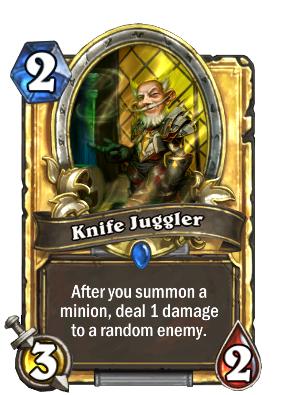 2
Knife Juggler
After you summon a
minion, deal 1 damage
to a random enemy.
3
2